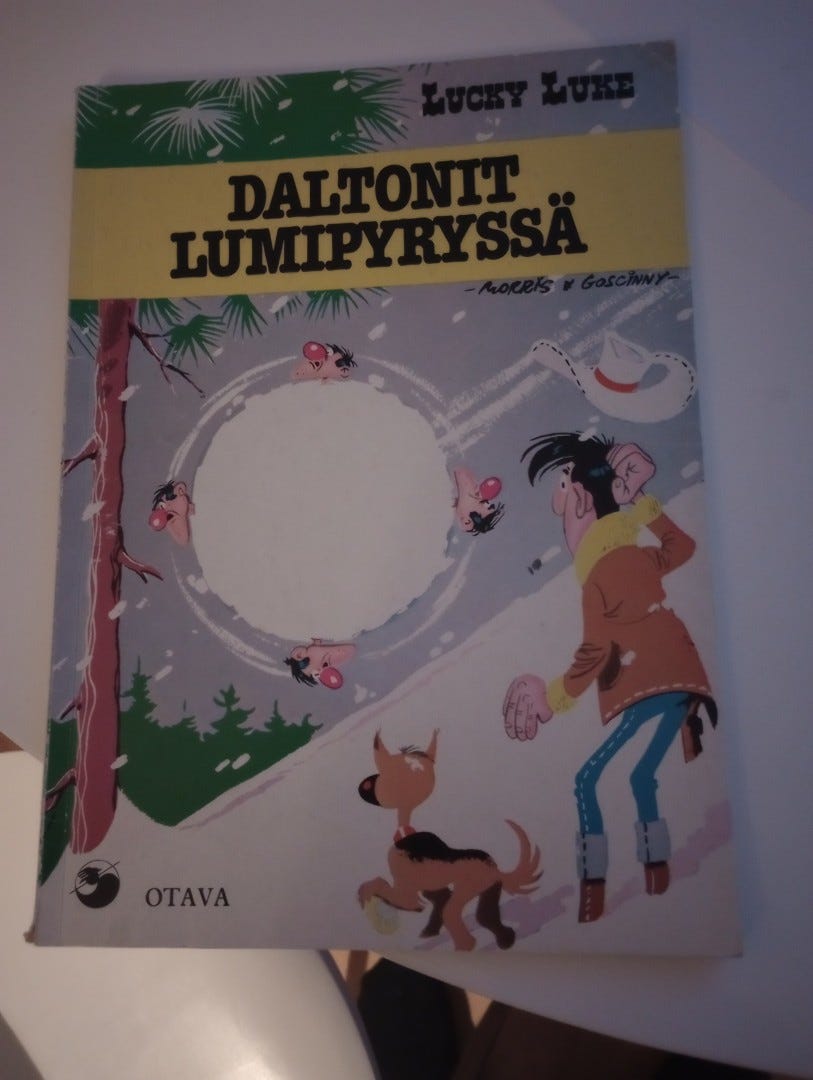 LUCKY LUKE
DALTONIT
LUMIPYRYSSÄ
- MORRIS & GOSCINNY -
OTAVA